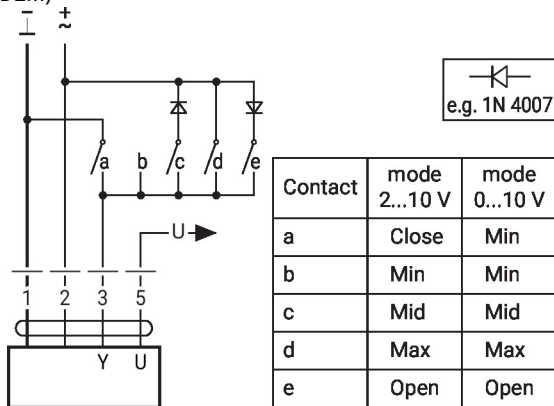 − +
⊥ ~
e.g. 1N 4007
a b c d e
U
1 2 3 5
Y U
Contact mode 2...10 V mode 0...10 V
a Close Min
b Min Min
c Mid Mid
d Max Max
e Open Open